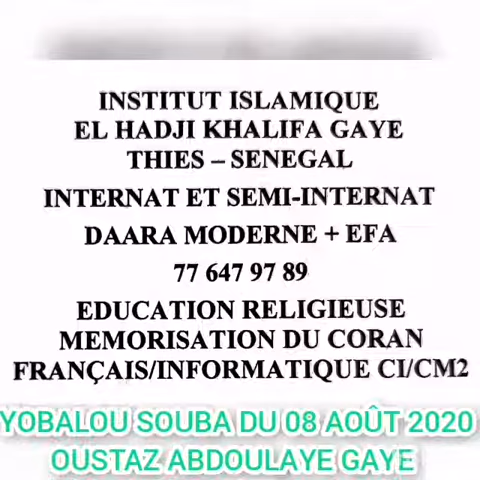 INSTITUT ISLAMIQUE
EL HADJI KHALIFA GAYE
THIES – SENEGAL
INTERNAT ET SEMI-INTERNAT
DAARA MODERNE + EFA
77 647 97 89
EDUCATION RELIGIEUSE
MEMORISATION DU CORAN
FRANÇAIS/INFORMATIQUE CI/CM2
YOBALOU SOUBA DU 08 AOÛT 2020
OUSTAZ ABDOULAYE GAYE